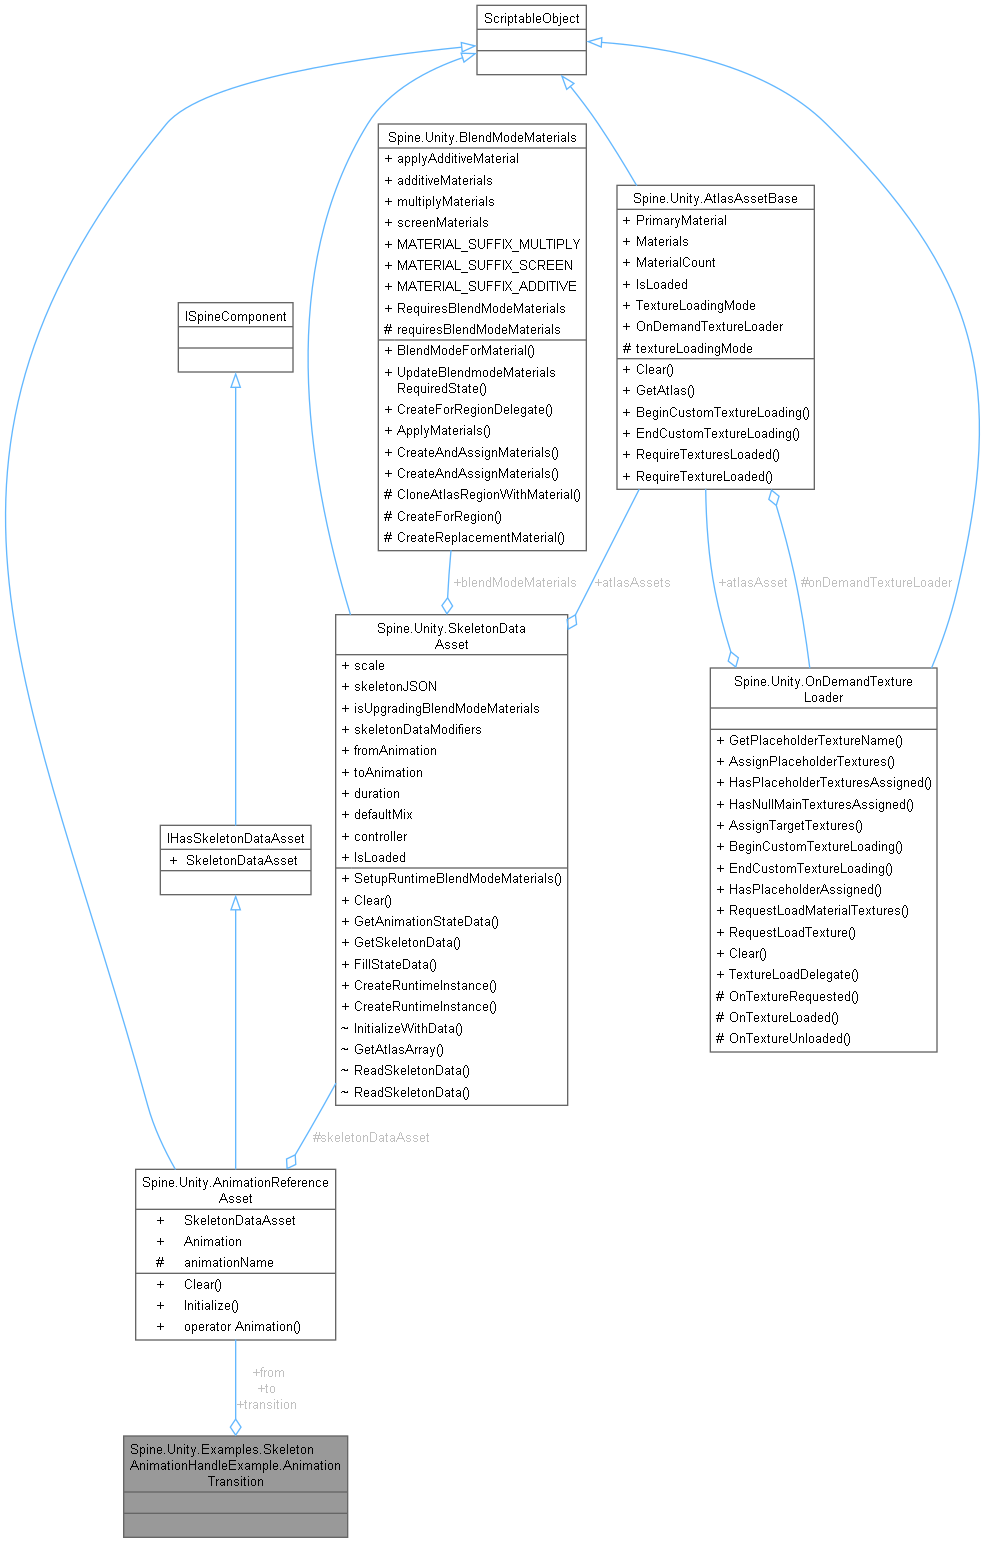 ScriptableObject
Spine.Unity.BlendModeMaterials
+ applyAdditiveMaterial
+ additiveMaterials
+ multiplyMaterials
+ screenMaterials
+ MATERIAL_SUFFIX_MULTIPLY
+ MATERIAL_SUFFIX_SCREEN
+ MATERIAL_SUFFIX_ADDITIVE
+ RequiresBlendModeMaterials
# requiresBlendModeMaterials
+ BlendModeForMaterial()
+ UpdateBlendmodeMaterials
RequiredState()
+ CreateForRegionDelegate()
+ ApplyMaterials()
+ CreateAndAssignMaterials()
+ CreateAndAssignMaterials()
# CloneAtlasRegionWithMaterial()
# CreateForRegion()
# CreateReplacementMaterial()
Spine.Unity.AtlasAssetBase
+ PrimaryMaterial
+ Materials
+ MaterialCount
+ IsLoaded
+ TextureLoadingMode
+ OnDemandTextureLoader
# textureLoadingMode
+ Clear()
+ GetAtlas()
+ BeginCustomTextureLoading()
+ EndCustomTextureLoading()
+ RequireTexturesLoaded()
+ RequireTextureLoaded()
ISpineComponent
+blendModeMaterials
+atlasAssets
+atlasAsset
#onDemandTextureLoader
Spine.Unity.SkeletonData
Asset
+ scale
+ skeletonJSON
+ isUpgradingBlendModeMaterials
+ skeletonDataModifiers
+ fromAnimation
+ toAnimation
+ duration
+ defaultMix
+ controller
+ IsLoaded
+ SetupRuntimeBlendModeMaterials()
+ Clear()
+ GetAnimationStateData()
+ GetSkeletonData()
+ FillStateData()
+ CreateRuntimeInstance()
+ CreateRuntimeInstance()
~ InitializeWithData()
~ GetAtlasArray()
~ ReadSkeletonData()
~ ReadSkeletonData()
Spine.Unity.OnDemandTexture
Loader
+ GetPlaceholderTextureName()
+ AssignPlaceholderTextures()
+ HasPlaceholderTexturesAssigned()
+ HasNullMainTexturesAssigned()
+ AssignTargetTextures()
+ BeginCustomTextureLoading()
+ EndCustomTextureLoading()
+ HasPlaceholderAssigned()
+ RequestLoadMaterialTextures()
+ RequestLoadTexture()
+ Clear()
+ TextureLoadDelegate()
# OnTextureRequested()
# OnTextureLoaded()
# OnTextureUnloaded()
IHasSkeletonDataAsset
+ SkeletonDataAsset
#skeletonDataAsset
Spine.Unity.AnimationReference
Asset
+ SkeletonDataAsset
+ Animation
# animationName
+ Clear()
+ Initialize()
+ operator Animation()
+from
+to
+transition
Spine.Unity.Examples.Skeleton
AnimationHandleExample.Animation
Transition